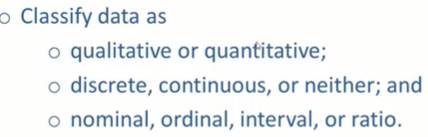 o Classify data as
o qualitative or quantitative;
o discrete, continuous, or neither; and
o nominal, ordinal, interval, or ratio.